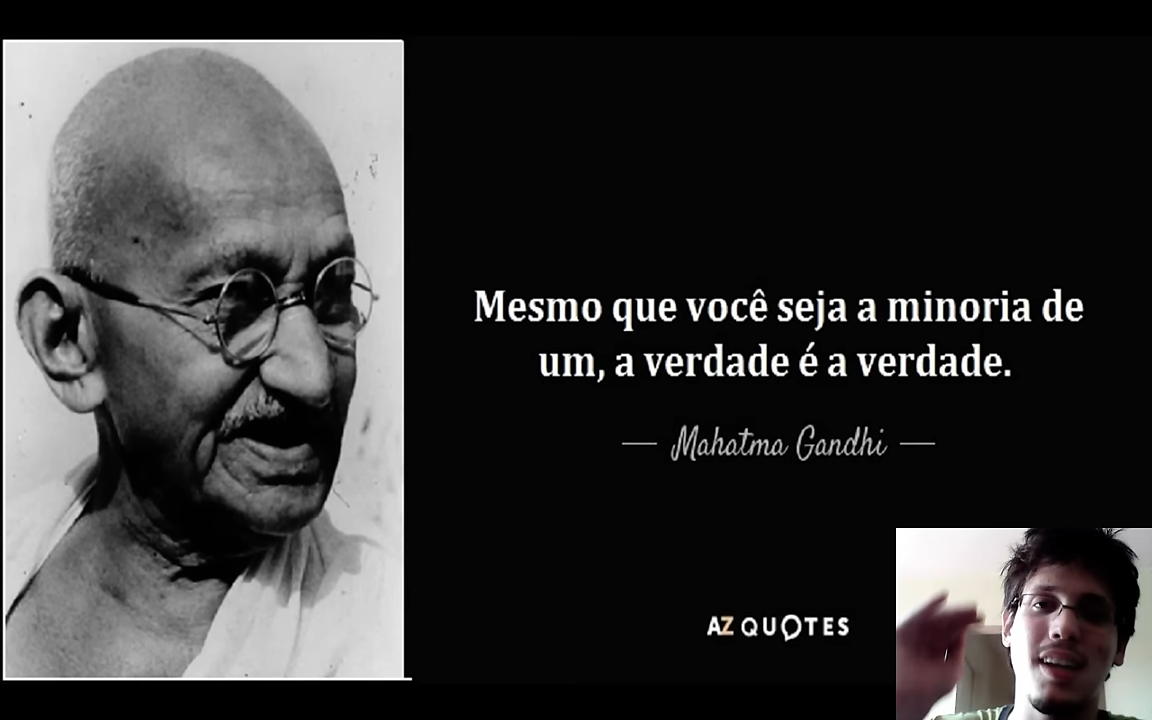 Mesmo que você seja a minoria de
um, a verdade é a verdade.
Mahatma Gandhi
AZ QUOTES